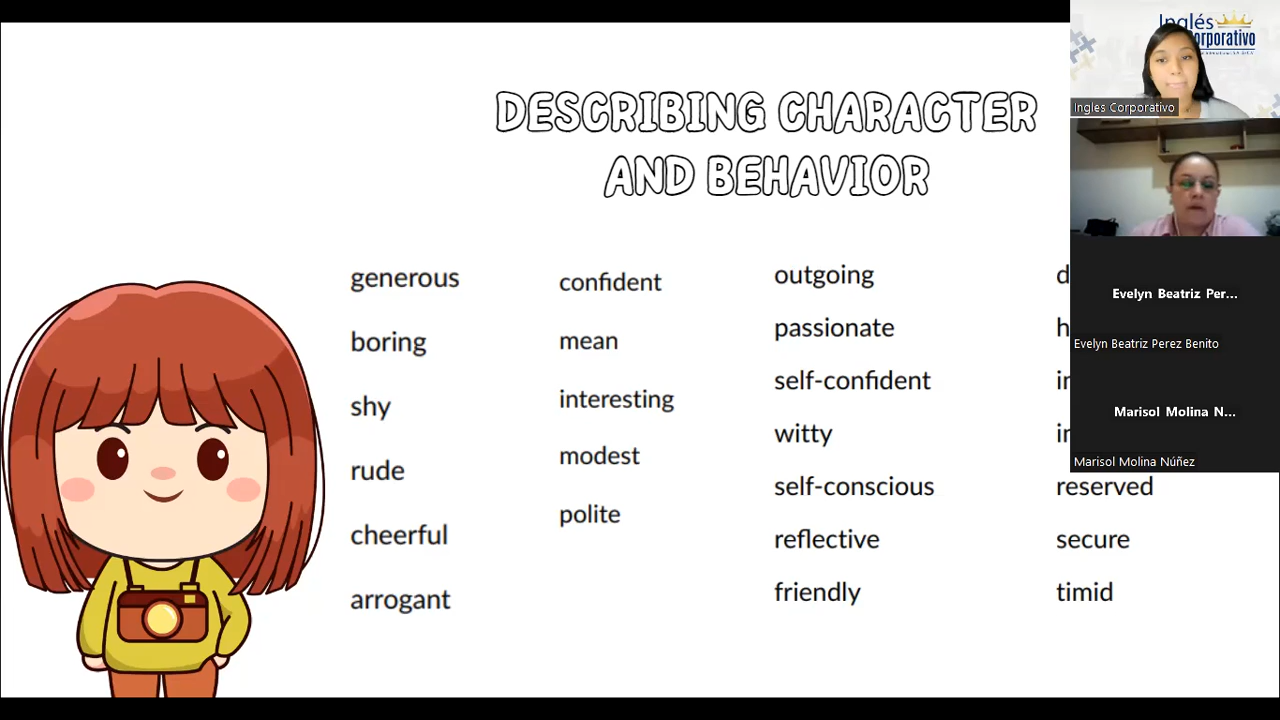 DESCRIBING CHARACTER
AND BEHAVIOR
generous
boring
shy
rude
cheerful
arrogant
confident
mean
interesting
modest
polite
outgoing
passionate
self-confident
witty
self-conscious
reflective
friendly
reserved
secure
timid
Inglés
Corporativo
Ingles Corporativo
Evelyn Beatriz Per...
Evelyn Beatriz Perez Benito
Marisol Molina N...
Marisol Molina Núñez